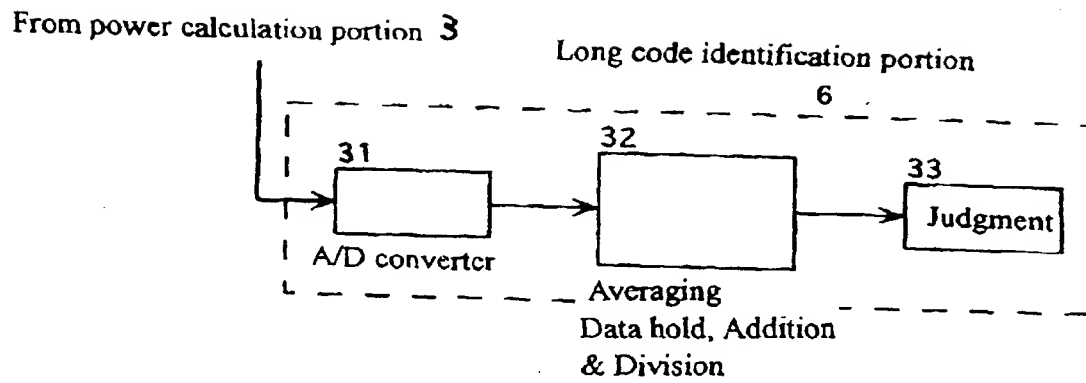 From power calculation portion 3
Long code identification portion
6
31
32
33
Judgment
A/D converter
Averaging
Data hold, Addition
& Division